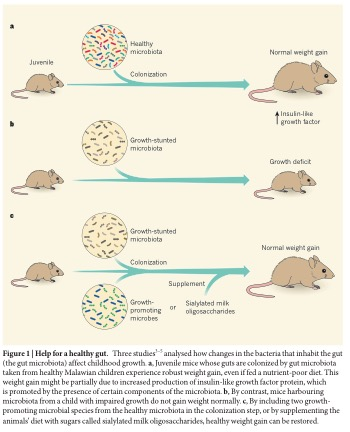 a
Healthy
microbiota
Juvenile
Normal weight gain
Colonization
↑ Insulin-like
growth factor
b
Growth-stunted
microbiota
Growth deficit
c
Growth-stunted
microbiota
Normal weight gain
Colonization
Supplement
Growth-
promoting
microbes
or
Sialylated milk
oligosaccharides
Figure 1 | Help for a healthy gut. Three studies¹⁻³ analysed how changes in the bacteria that inhabit the gut
(the gut microbiota) affect childhood growth. a, Juvenile mice whose guts are colonized with gut microbiota
taken from healthy Malawian children experience robust weight gain, even if fed a nutrient-poor diet. This
weight gain might be partially due to increased production of insulin-like growth factor protein, which
is promoted by the presence of certain components of the microbiota. b, By contrast, mice harbouring
microbiota from a child with impaired growth do not gain weight normally. c, By including two growth-
promoting microbial species from the healthy microbiota in the colonization step, or by supplementing the
animals' diet with sugars called sialylated milk oligosaccharides, healthy weight gain can be restored.